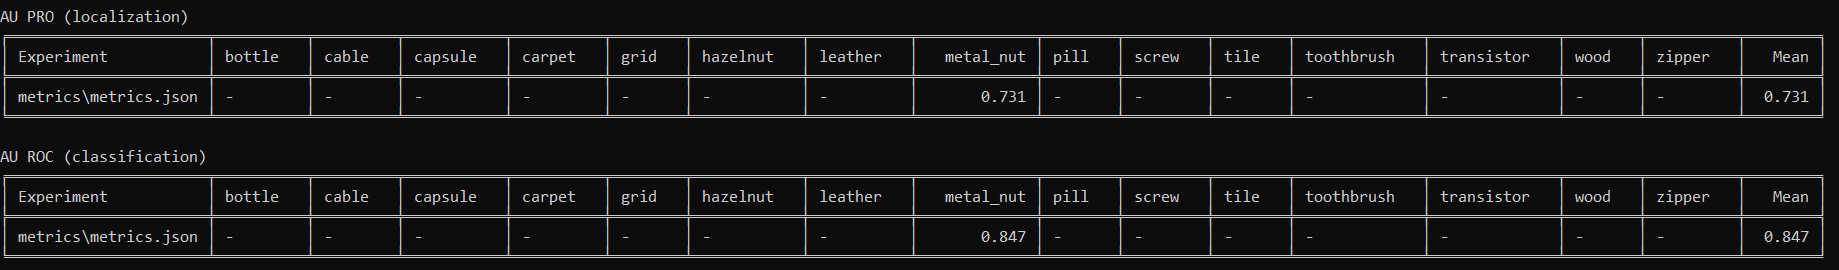 AU PRO (localization)
Experiment bottle cable capsule carpet grid hazelnut leather metal_nut pill screw tile toothbrush transistor wood zipper Mean
metrics\metrics.json - - - - - - - 0.731 - - - - - - - 0.731
AU ROC (classification)
Experiment bottle cable capsule carpet grid hazelnut leather metal_nut pill screw tile toothbrush transistor wood zipper Mean
metrics\metrics.json - - - - - - - 0.847 - - - - - - - 0.847